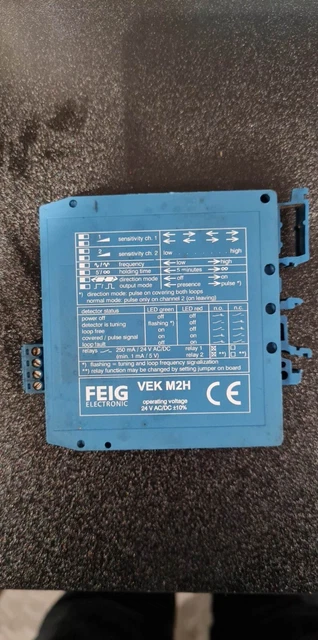 1 sensitivity ch. 1
2 sensitivity ch. 2 low high
frequency low high
5'/∞ holding time 5 minutes ∞
direction mode off on
output mode presence pulse *)
*) direction mode: pulse on covering both loops
normal mode: pulse only on channel 2 (on leaving)
detector status LED green LED red n.o. n.c.
power off off off
detector is tuning flashing *) off
loop free on off
covered / pulse signal on on
loop fault off on
relays 250 mA / 24 V AC/DC relay 1
(min. 1 mA / 5 V) relay 2 **) **)
*) flashing = tuning and loop frequency signalization
**) relay function may be changed by setting jumper on board
FEIG
ELECTRONIC
VEK M2H
operating voltage
24 V AC/DC ±10%
CE